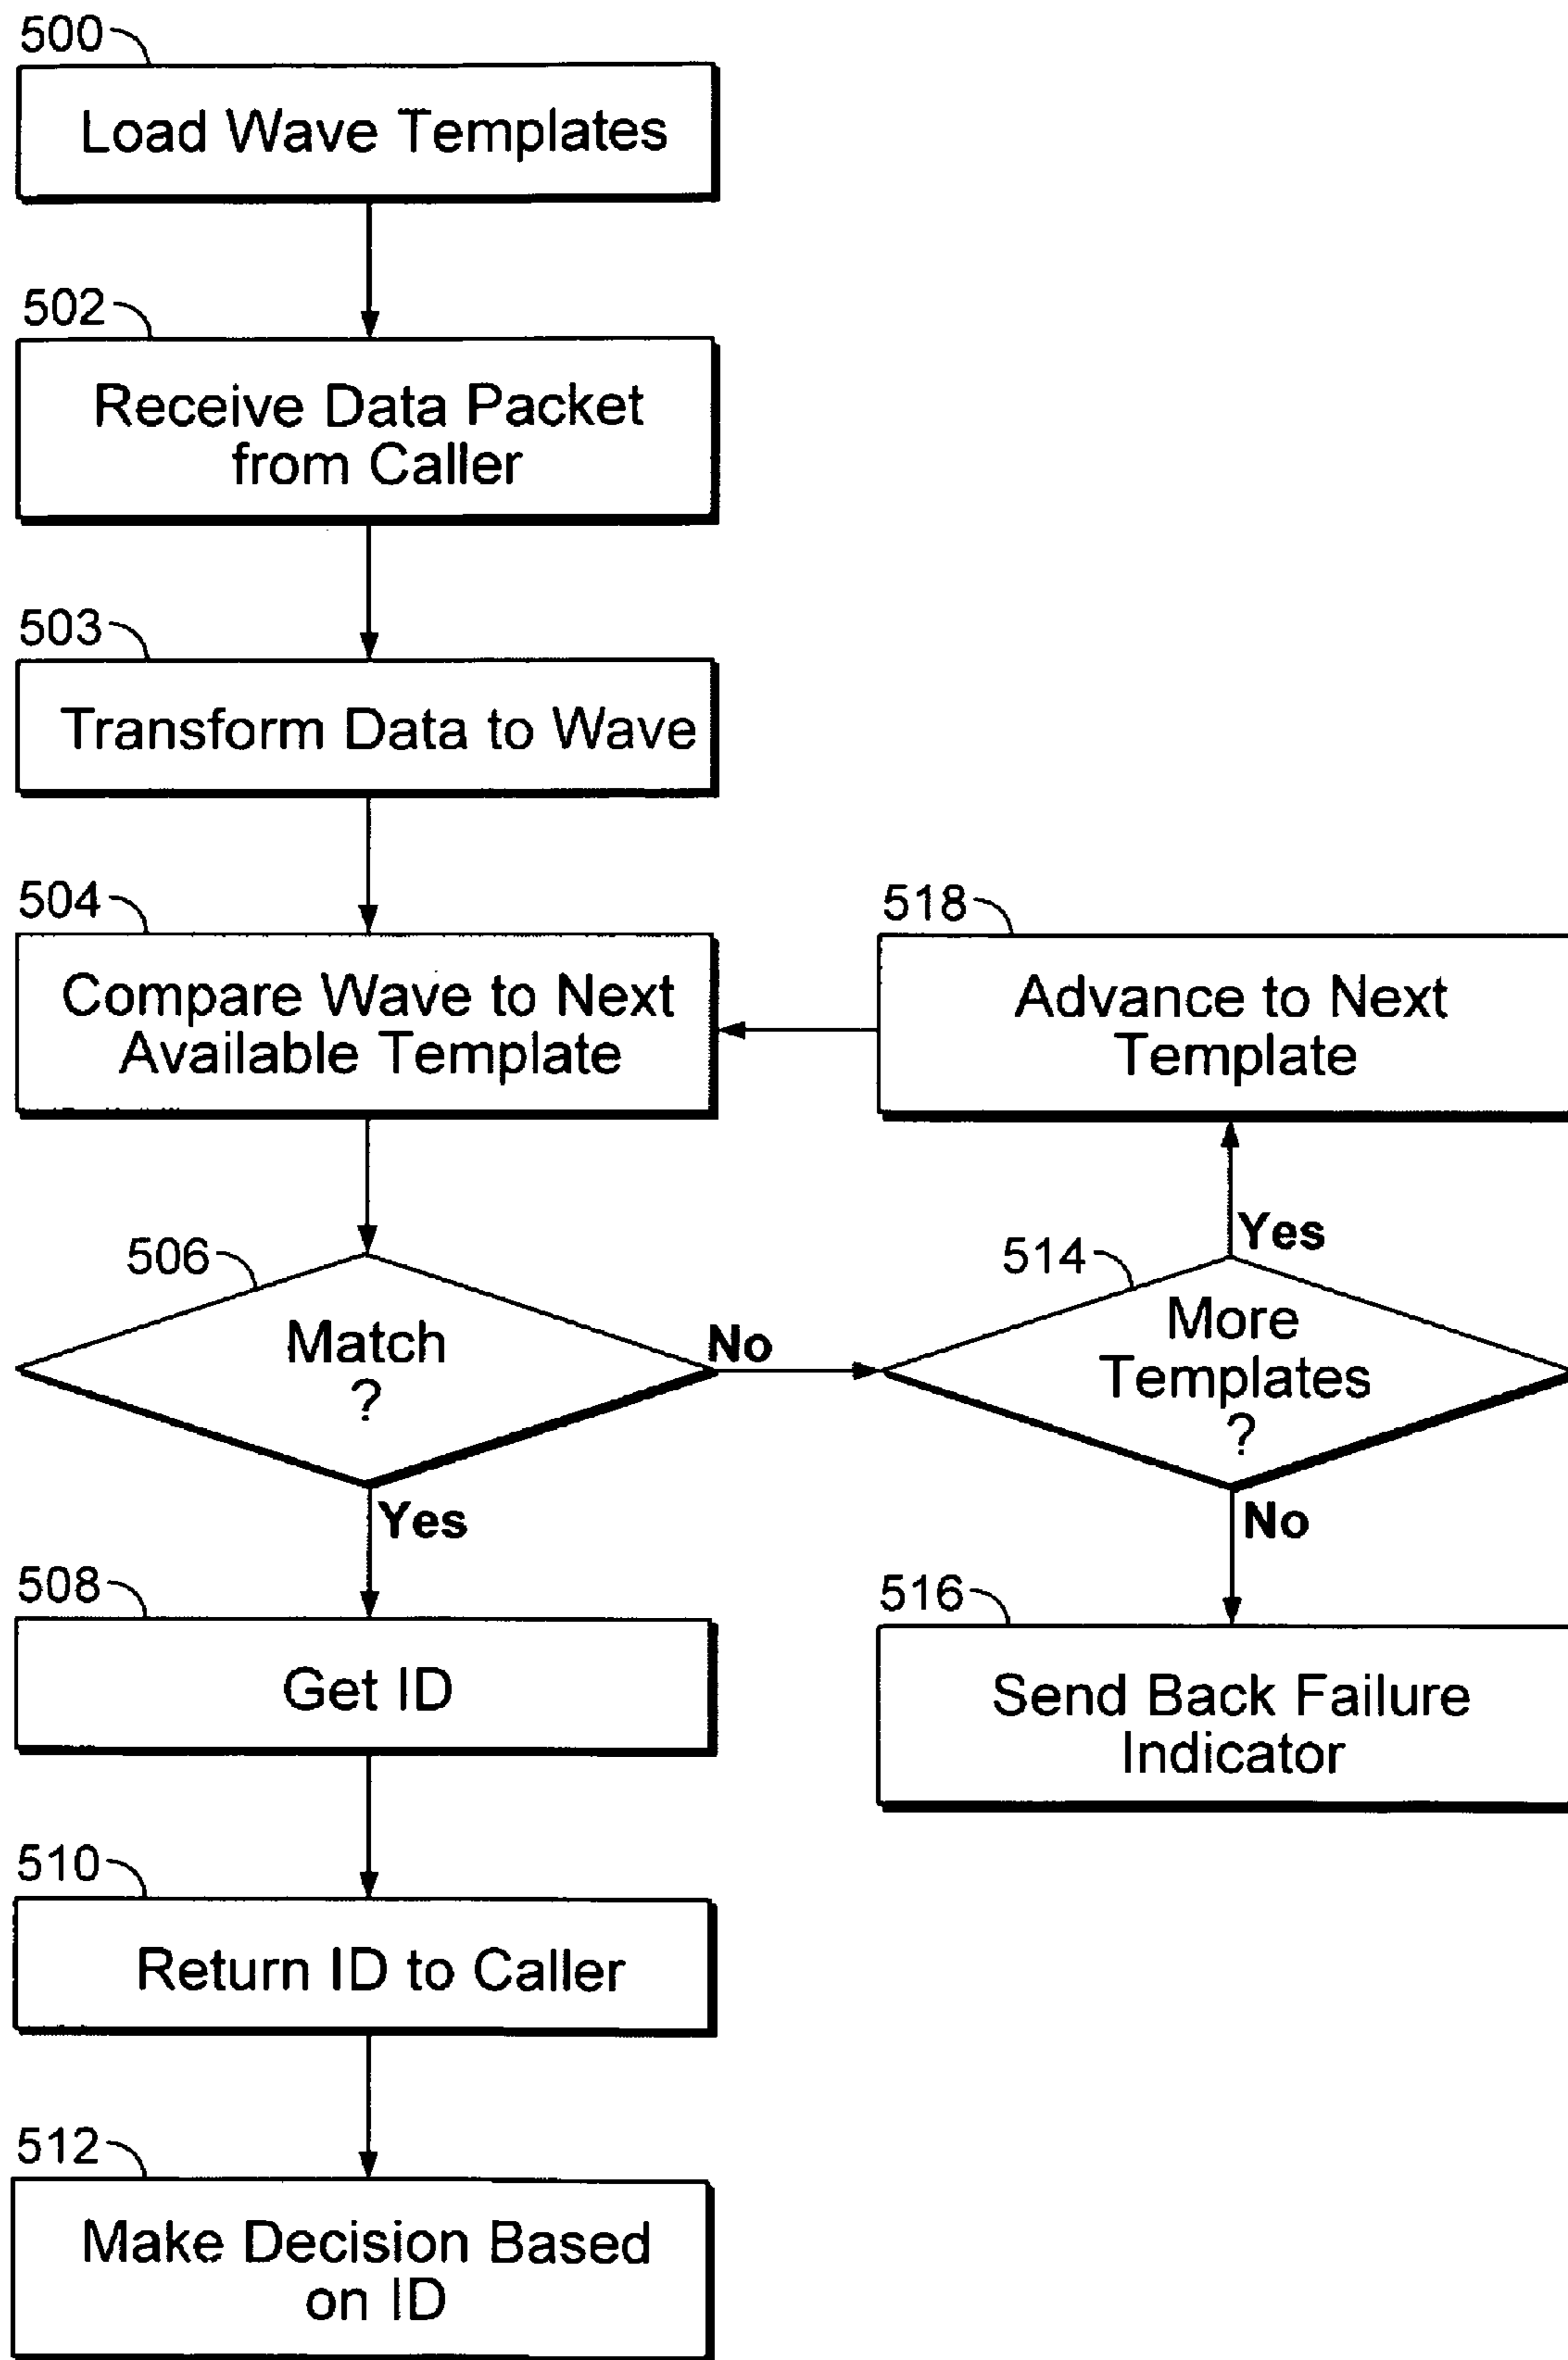 500
Load Wave Templates
502
Receive Data Packet
from Caller
503
Transform Data to Wave
504
Compare Wave to Next
Available Template
518
Advance to Next
Template
506
Match
?
No
Yes
514
More
Templates
?
Yes
No
508
Get ID
516
Send Back Failure
Indicator
510
Return ID to Caller
512
Make Decision Based
on ID